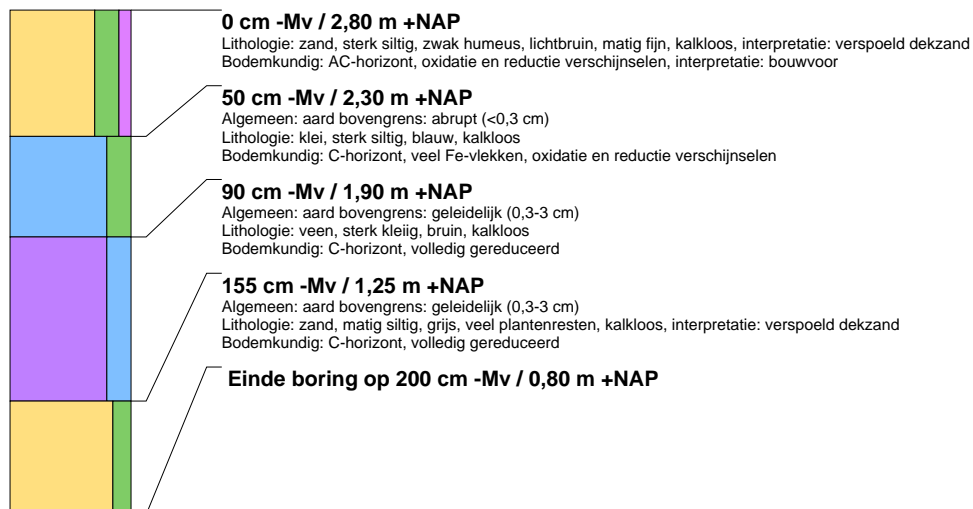 0 cm -Mv / 2,80 m +NAP
Lithologie: zand, sterk siltig, zwak humeus, lichtbruin, matig fijn, kalkloos, interpretatie: verspoeld dekzand
Bodemkundig: AC-horizont, oxidatie en reductie verschijnselen, interpretatie: bouwvoor
50 cm -Mv / 2,30 m +NAP
Algemeen: aard bovengrens: abrupt (<0,3 cm)
Lithologie: klei, sterk siltig, blauw, kalkloos
Bodemkundig: C-horizont, veel Fe-vlekken, oxidatie en reductie verschijnselen
90 cm -Mv / 1,90 m +NAP
Algemeen: aard bovengrens: geleidelijk (0,3-3 cm)
Lithologie: veen, sterk kleiig, bruin, kalkloos
Bodemkundig: C-horizont, volledig gereduceerd
155 cm -Mv / 1,25 m +NAP
Algemeen: aard bovengrens: geleidelijk (0,3-3 cm)
Lithologie: zand, matig siltig, grijs, veel plantenresten, kalkloos, interpretatie: verspoeld dekzand
Bodemkundig: C-horizont, volledig gereduceerd
Einde boring op 200 cm -Mv / 0,80 m +NAP